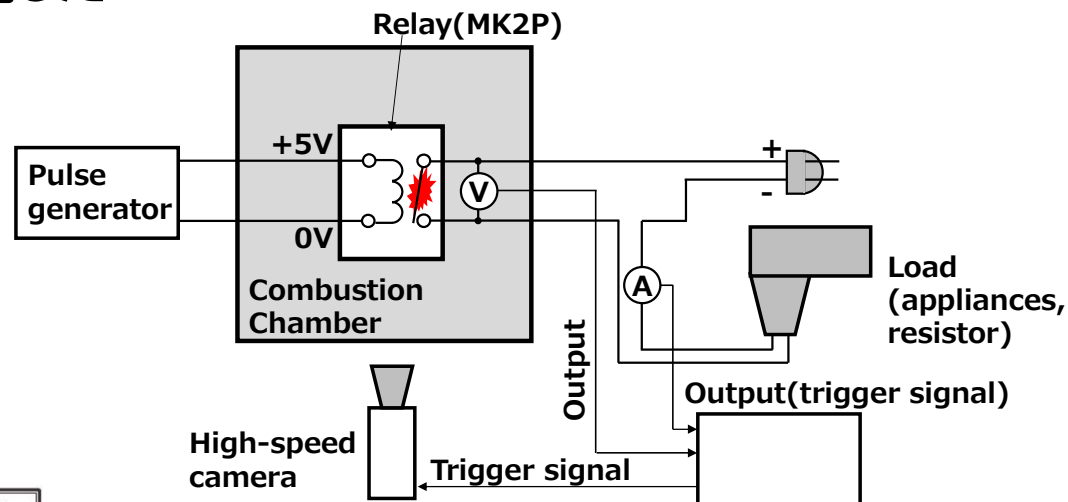 Relay(MK2P)
+5V
Pulse
generator
0V
Combustion
Chamber
V
+
-
A
Load
(appliances,
resistor)
Output
Output(trigger signal)
High-speed
camera
Trigger signal